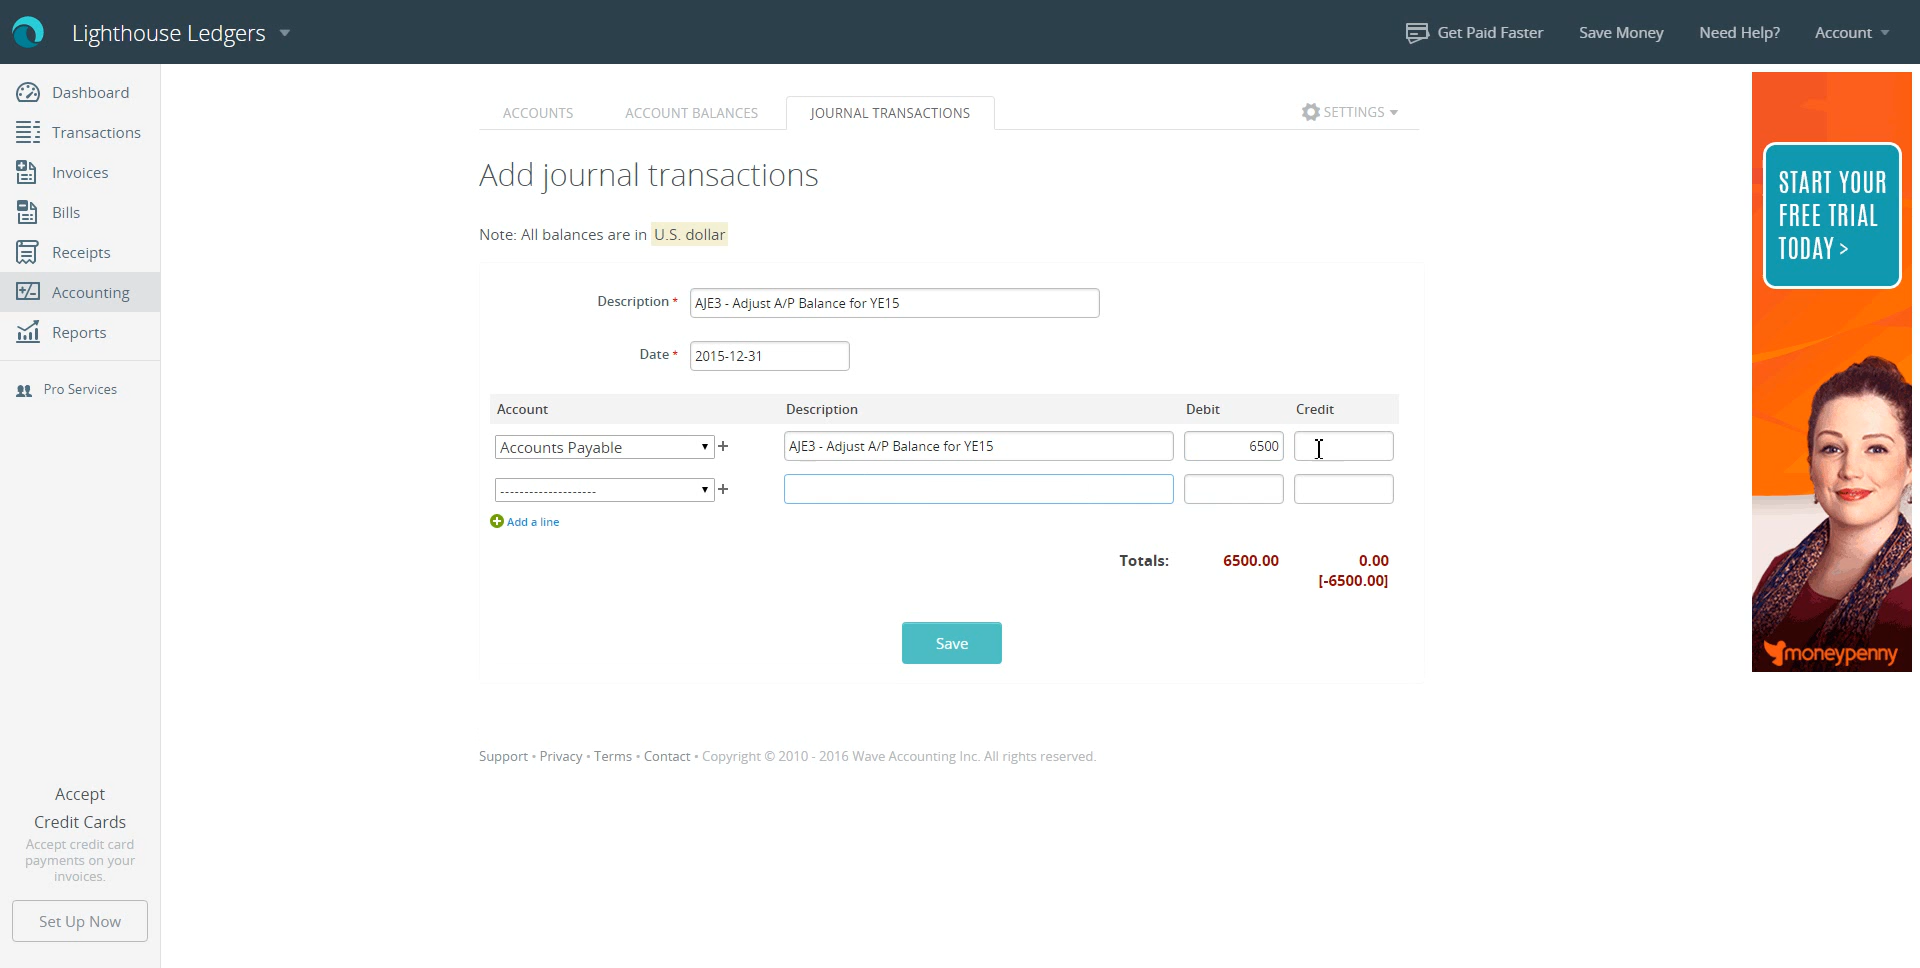 Lighthouse Ledgers
Get Paid Faster
Save Money
Need Help?
Account
Dashboard
Transactions
Invoices
Bills
Receipts
Accounting
Reports
Pro Services
Accept
Credit Cards
Accept credit card
payments on your
invoices.
Set Up Now
ACCOUNTS
ACCOUNT BALANCES
JOURNAL TRANSACTIONS
SETTINGS
Add journal transactions
Note: All balances are in U.S. dollar
Description * AJE3 - Adjust A/P Balance for YE15
Date * 2015-12-31
Account Description Debit Credit
Accounts Payable + AJE3 - Adjust A/P Balance for YE15 6500
-------------------- +
Add a line
Totals: 6500.00 0.00
[-6500.00]
Save
Support • Privacy • Terms • Contact • Copyright © 2010 - 2016 Wave Accounting Inc. All rights reserved.
START YOUR
FREE TRIAL
TODAY >
moneypenny